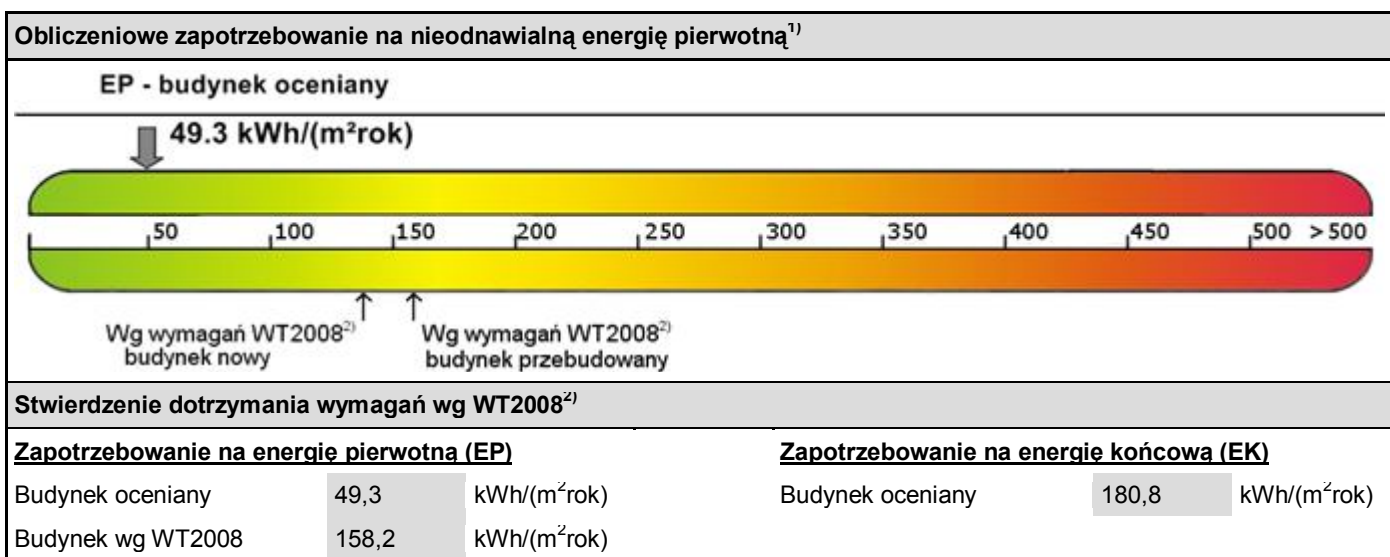 Obliczeniowe zapotrzebowanie na nieodnawialną energię pierwotną¹⁾
EP - budynek oceniany
49.3 kWh/(m²rok)
50 100 150 200 250 300 350 400 450 500 > 500
Wg wymagań WT2008²⁾
budynek nowy
Wg wymagań WT2008²⁾
budynek przebudowany
Stwierdzenie dotrzymania wymagań wg WT2008²⁾
Zapotrzebowanie na energię pierwotną (EP) Zapotrzebowanie na energię końcową (EK)
Budynek oceniany 49,3 kWh/(m²rok) Budynek oceniany 180,8 kWh/(m²rok)
Budynek wg WT2008 158,2 kWh/(m²rok)